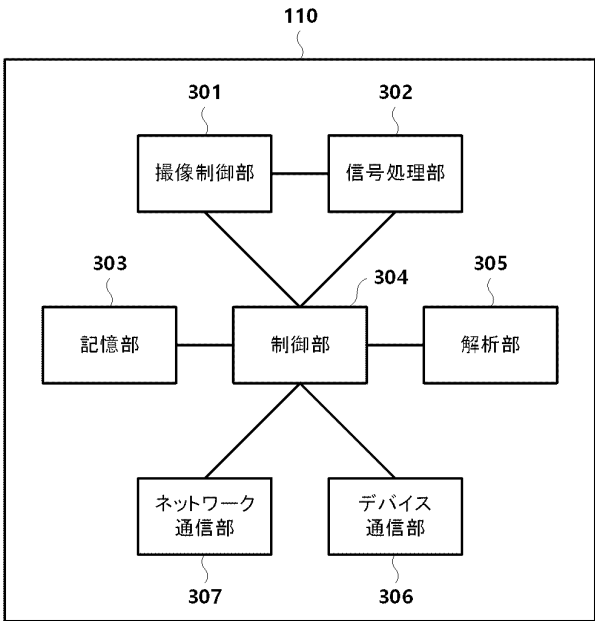 110
301
302
撮像制御部
信号処理部
303
304
305
記憶部
制御部
解析部
ネットワーク
通信部
デバイス
通信部
307
306